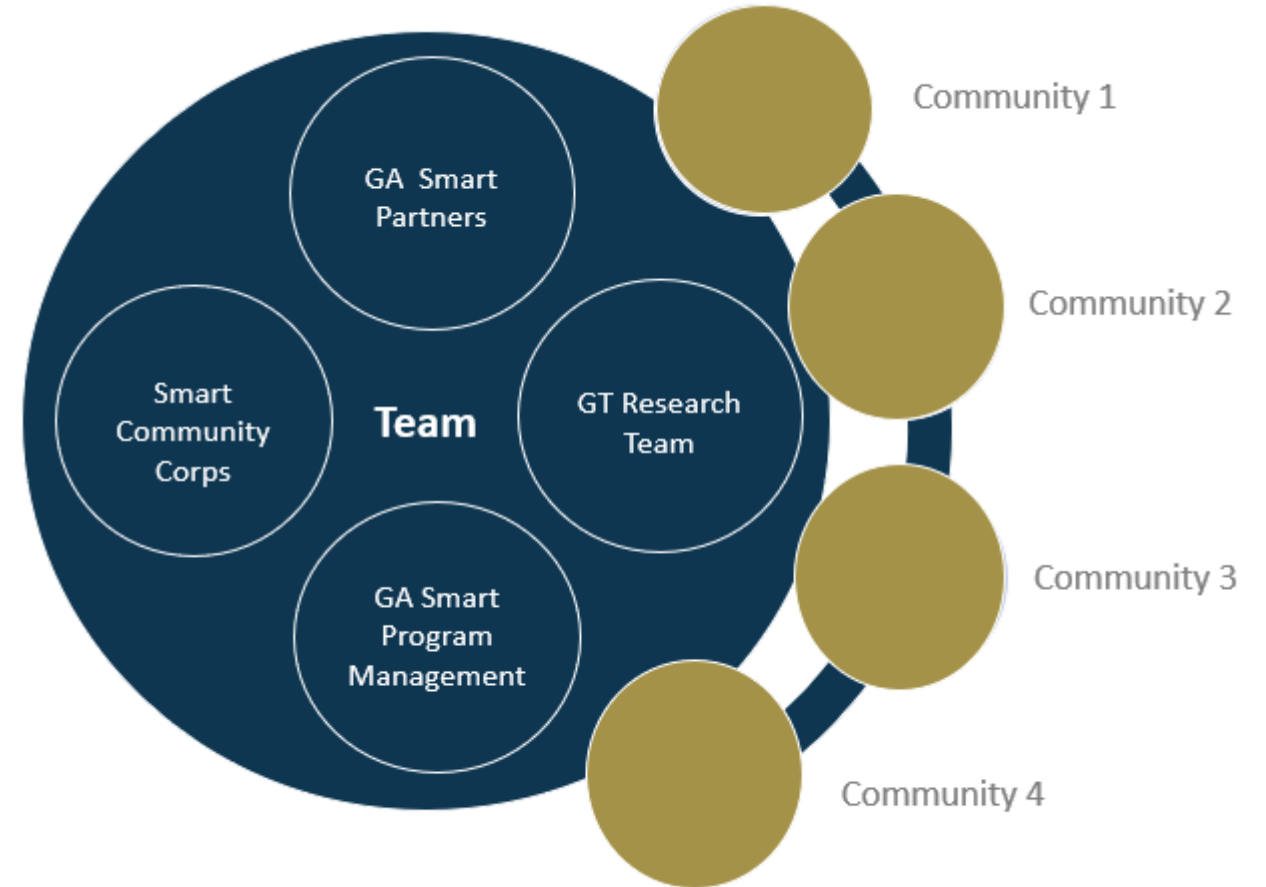 GA Smart
Partners
Smart
Community
Corps
Team
GT Research
Team
GA Smart
Program
Management
Community 1
Community 2
Community 3
Community 4